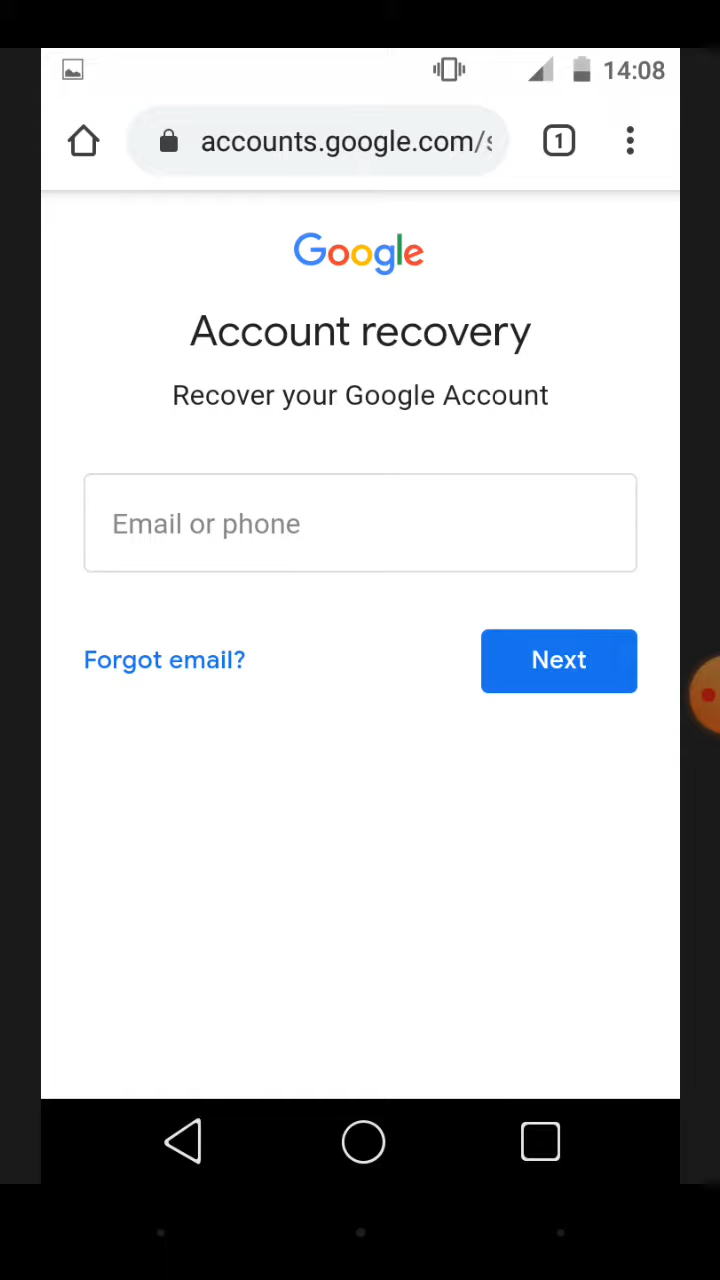 14:08
accounts.google.com/s
1
Google
Account recovery
Recover your Google Account
Email or phone
Forgot email?
Next